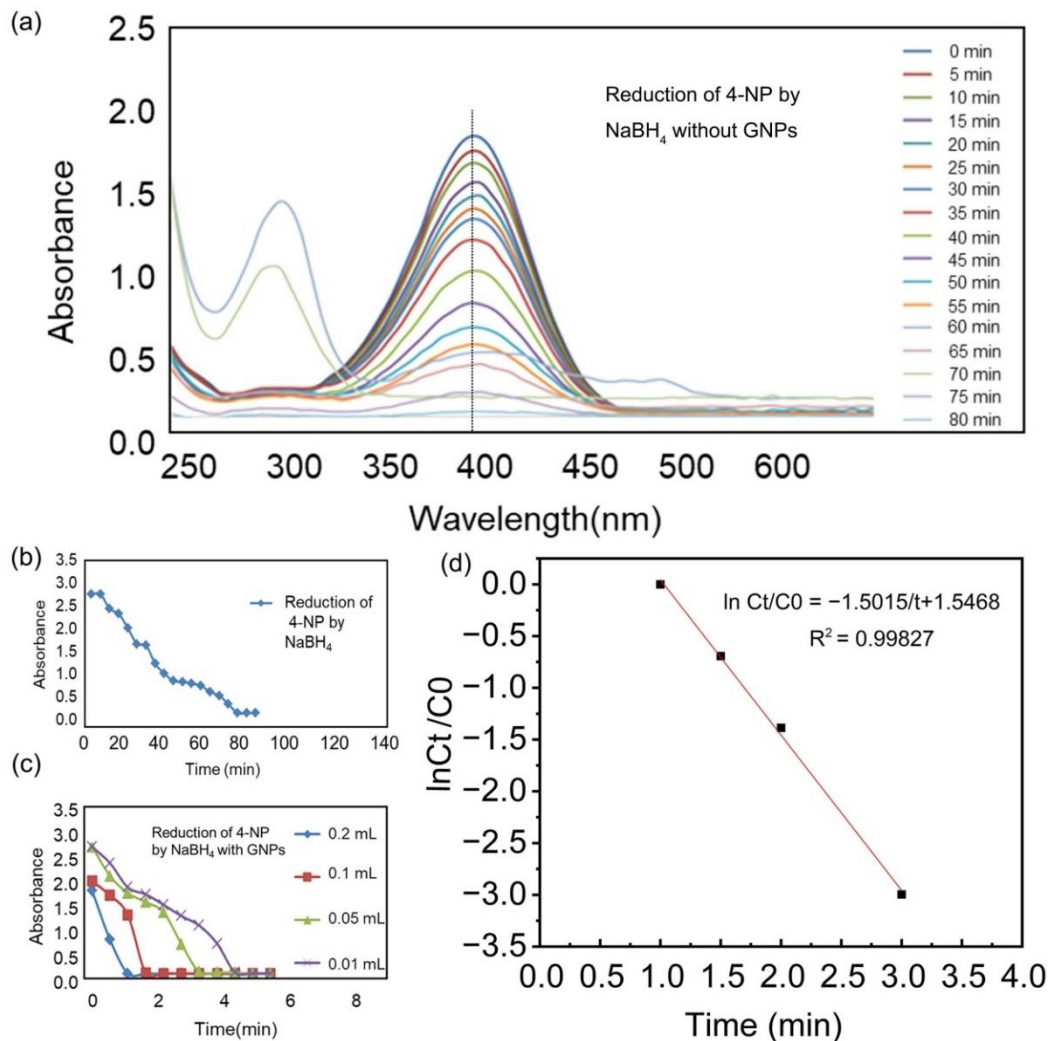 (a)
2.5
2.0
1.5
1.0
0.5
0.0
Absorbance
Reduction of 4-NP by
NaBH₄ without GNPs
0 min
5 min
10 min
15 min
20 min
25 min
30 min
35 min
40 min
45 min
50 min
55 min
60 min
65 min
70 min
75 min
80 min
250 300 350 400 450 500 600
Wavelength(nm)
(b)
3.5
3.0
2.5
2.0
1.5
1.0
0.5
0.0
Absorbance
Reduction of
4-NP by
NaBH₄
0 20 40 60 80 100 120 140
Time (min)
(c)
3.5
3.0
2.5
2.0
1.5
1.0
0.5
0.0
Absorbance
Reduction of 4-NP
by NaBH₄ with GNPs
0.2 mL
0.1 mL
0.05 mL
0.01 mL
0 2 4 6 8
Time(min)
(d)
0.0
−0.5
−1.0
−1.5
−2.0
−2.5
−3.0
−3.5
lnCt/C0
ln Ct/C0 = −1.5015/t+1.5468
R² = 0.99827
0.0 0.5 1.0 1.5 2.0 2.5 3.0 3.5 4.0
Time (min)